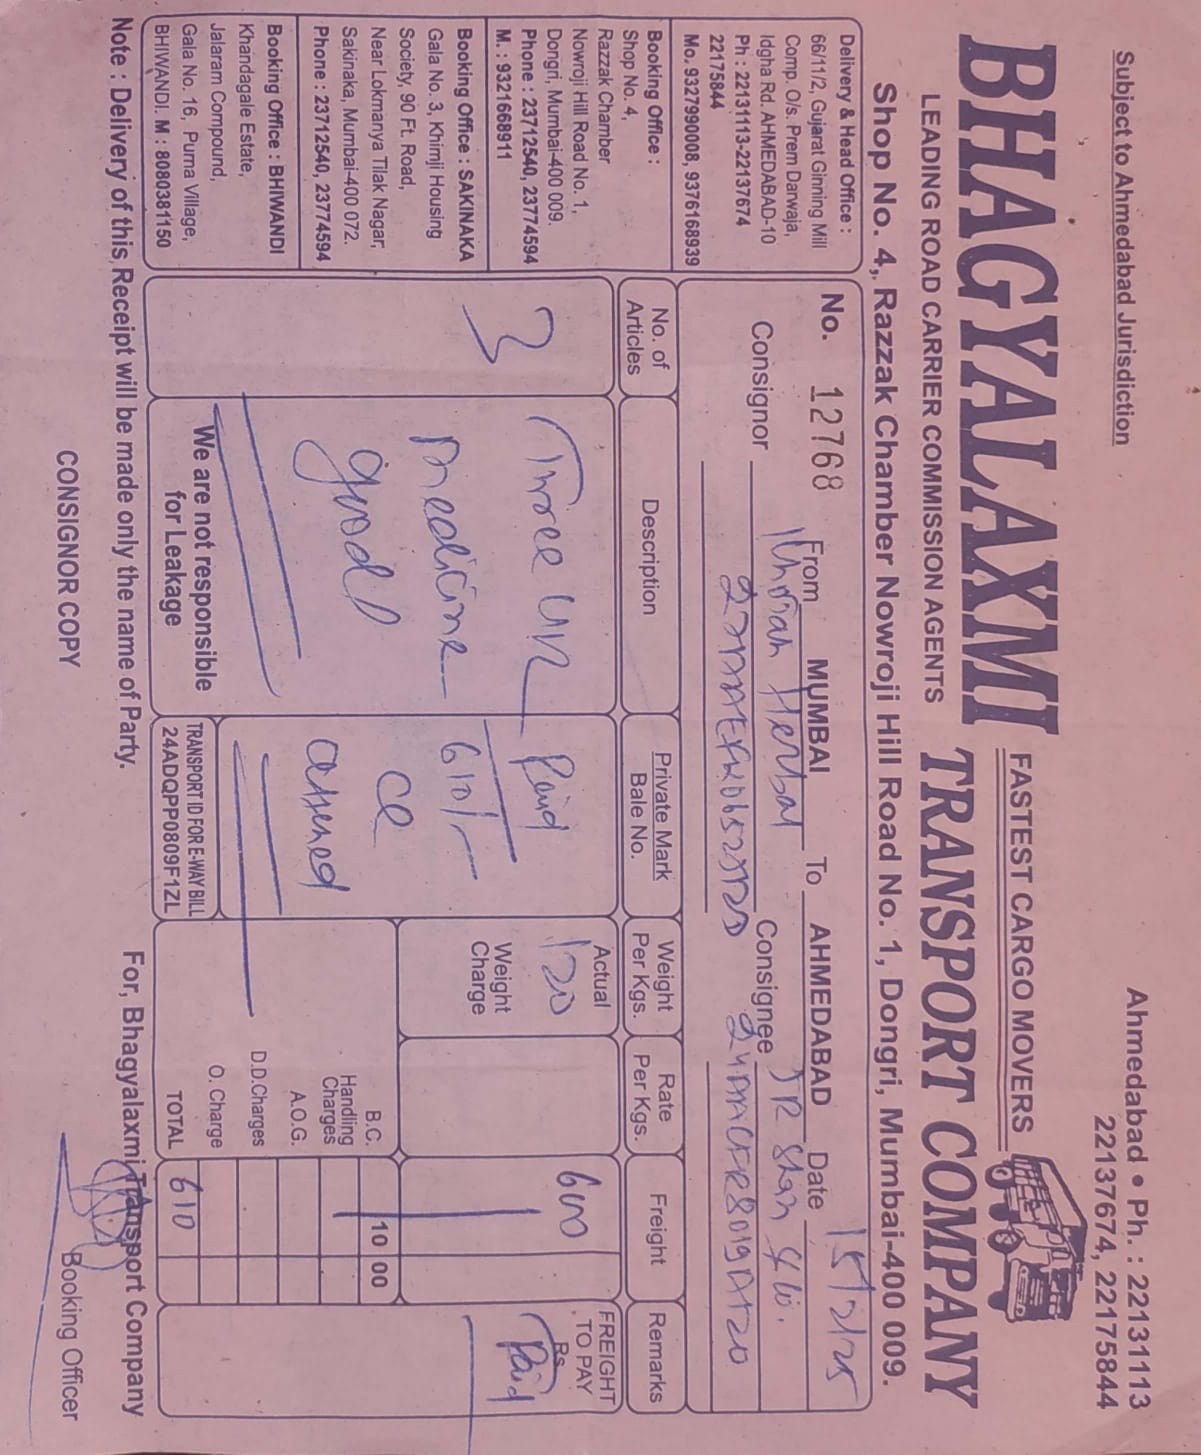 Subject to Ahmedabad Jurisdiction
Ahmedabad • Ph. : 22131113
22137674, 22175844
BHAGYALAXMI
FASTEST CARGO MOVERS
TRANSPORT COMPANY
LEADING ROAD CARRIER COMMISSION AGENTS
Shop No. 4, Razzak Chamber Nowroji Hill Road No. 1, Dongri, Mumbai-400 009.
Delivery & Head Office :
66/11/2, Gujarat Ginning Mill
Comp. O/s. Prem Darwaja,
Idgha Rd. AHMEDABAD-10
Ph : 22131113-22137674
22175844
Mo. 9327990008, 9376168939
Booking Office :
Shop No. 4,
Razzak Chamber
Nowroji Hill Road No. 1,
Dongri, Mumbai-400 009.
Phone : 23712540, 23774594
M. : 9321668911
Booking Office : SAKINAKA
Gala No. 3, Khimji Housing
Society, 90 Ft. Road,
Near Lokmanya Tilak Nagar,
Sakinaka, Mumbai-400 072.
Phone : 23712540, 23774594
Booking Office : BHIWANDI
Khandagale Estate,
Jalaram Compound,
Gala No. 16, Purna Village,
BHIWANDI. M : 8080381150
No. 12768 From MUMBAI To AHMEDABAD Date 15/2/25
Consignor Herbal Consignee JR Shah & Co.
No. of Articles
Description
Private Mark
Bale No.
Weight Per Kgs.
Rate Per Kgs.
Freight
Remarks
3
Three
medicine
good
Paid
610/-
CC
Actual
120
Weight Charge
600
FREIGHT TO PAY Rs.
Paid
B.C. 10 00
Handling Charges
A.O.G.
D.D.Charges
O. Charge
TOTAL 610
We are not responsible
for Leakage
TRANSPORT ID FOR E-WAY BILL
24ADQPP0809F1ZL
Note : Delivery of this Receipt will be made only the name of Party.
For, Bhagyalaxmi Transport Company
CONSIGNOR COPY
Booking Officer